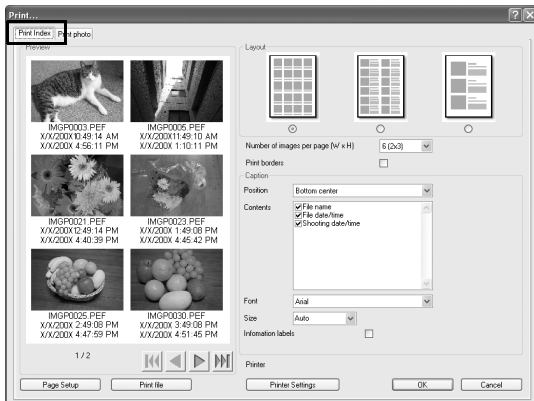 Print...
Print Index
Print photo
Preview
IMGP0003.PEF
X/X/200X10:49:14 AM
X/X/200X 4:56:11 PM
IMGP0005.PEF
X/X/200X11:49:10 AM
X/X/200X 1:10:11 PM
IMGP0021.PEF
X/X/200X12:49:14 PM
X/X/200X 4:40:39 PM
IMGP0023.PEF
X/X/200X 1:49:08 PM
X/X/200X 4:45:42 PM
IMGP0025.PEF
X/X/200X 2:49:08 PM
X/X/200X 4:47:59 PM
IMGP0030.PEF
X/X/200X 3:49:08 PM
X/X/200X 4:51:45 PM
1 / 2
Page Setup
Print file
Layout
Number of images per page (W x H)
6 (2x3)
Print borders
Caption
Position
Bottom center
Contents
File name
File date/time
Shooting date/time
Font
Arial
Size
Auto
Infomation labels
Printer
Printer Settings
OK
Cancel